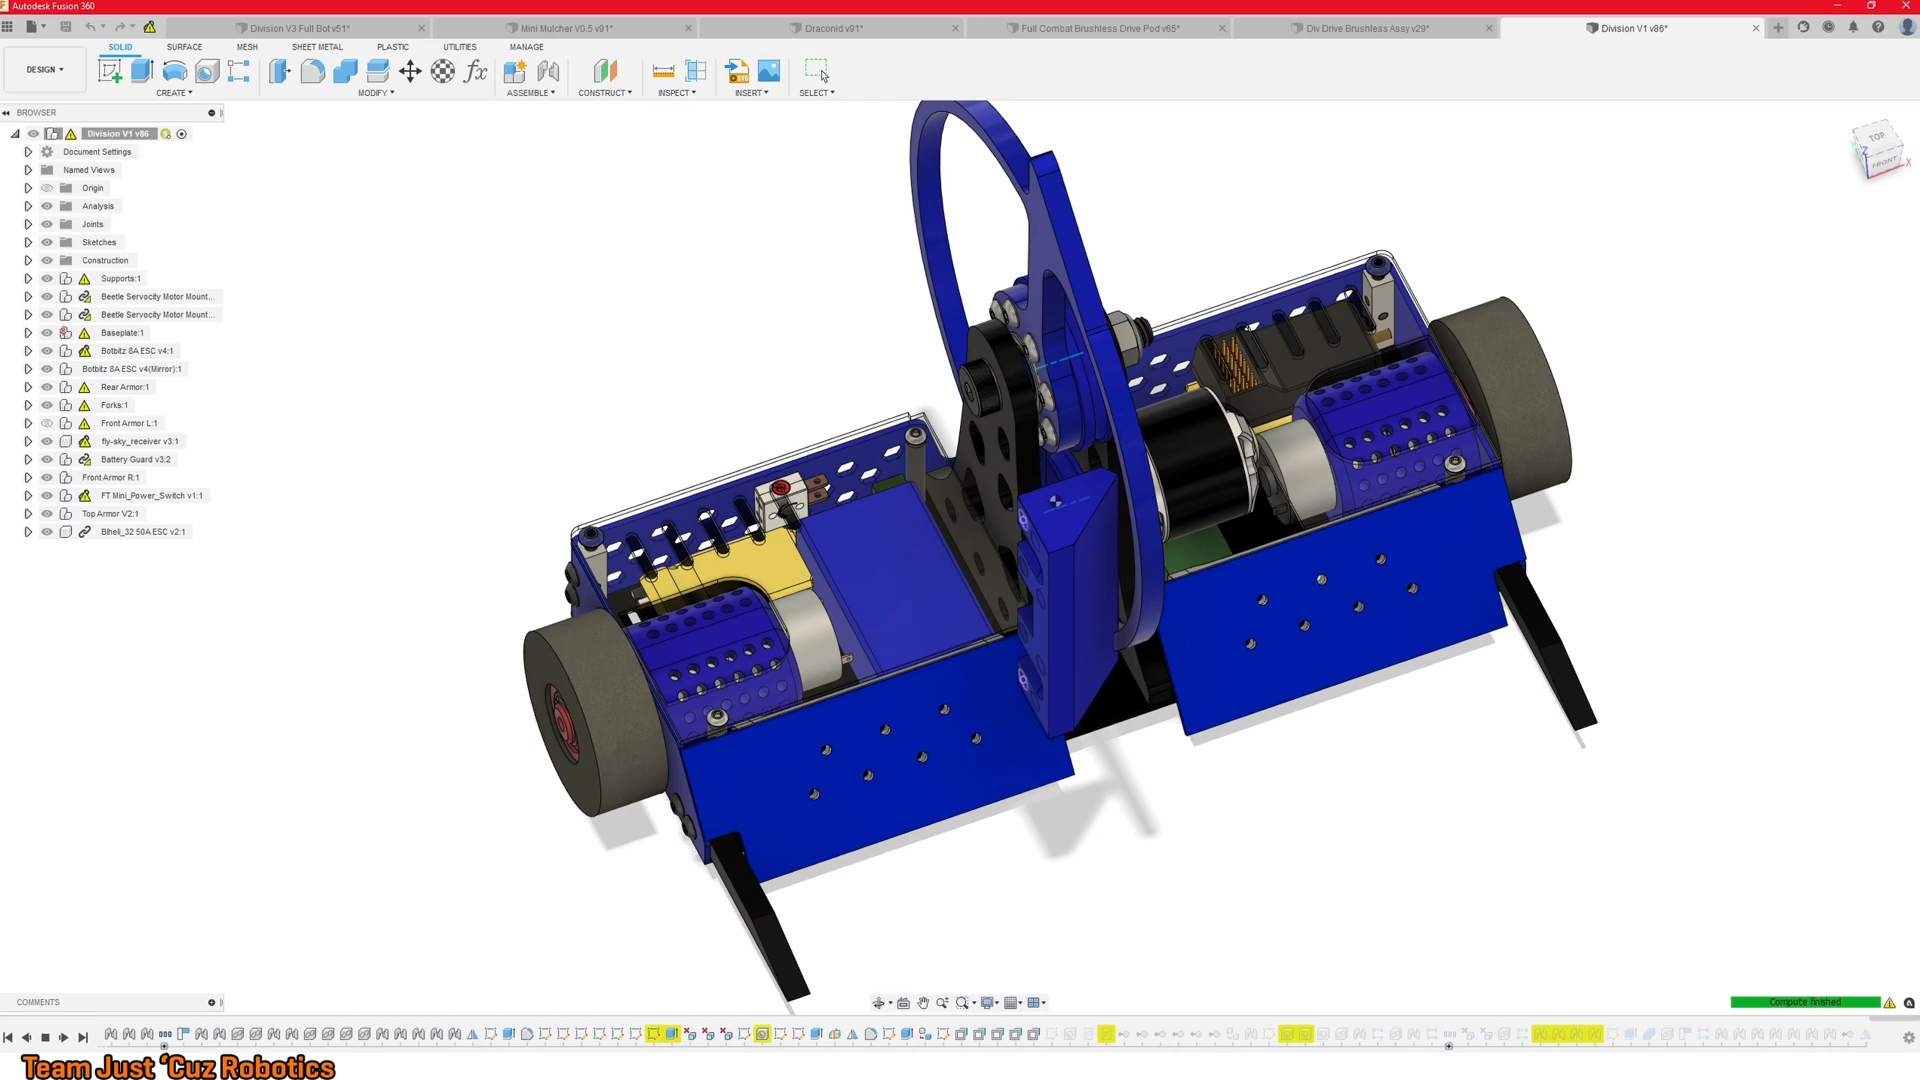 Autodesk Fusion 360
Division V3 Full Bot v51*
Mini Mulcher V0.5 v91*
Draconid v91*
Full Combat Brushless Drive Pod v65*
Div Drive Brushless Assy v29*
Division V1 v86*
SOLID
SURFACE
MESH
SHEET METAL
PLASTIC
UTILITIES
MANAGE
DESIGN
CREATE
MODIFY
ASSEMBLE
CONSTRUCT
INSPECT
INSERT
SELECT
BROWSER
Division V1 v86
Document Settings
Named Views
Origin
Analysis
Joints
Sketches
Construction
Supports:1
Beetle Servocity Motor Mount...
Beetle Servocity Motor Mount...
Baseplate:1
Botbitz 8A ESC v4:1
Botbitz 8A ESC v4(Mirror):1
Rear Armor:1
Forks:1
Front Armor L:1
fly-sky_receiver v3:1
Battery Guard v3:2
Front Armor R:1
FT Mini_Power_Switch v1:1
Top Armor V2:1
Blheli_32 50A ESC v2:1
TOP
FRONT
Z
X
COMMENTS
Compute finished
Team Just ‘Cuz Robotics